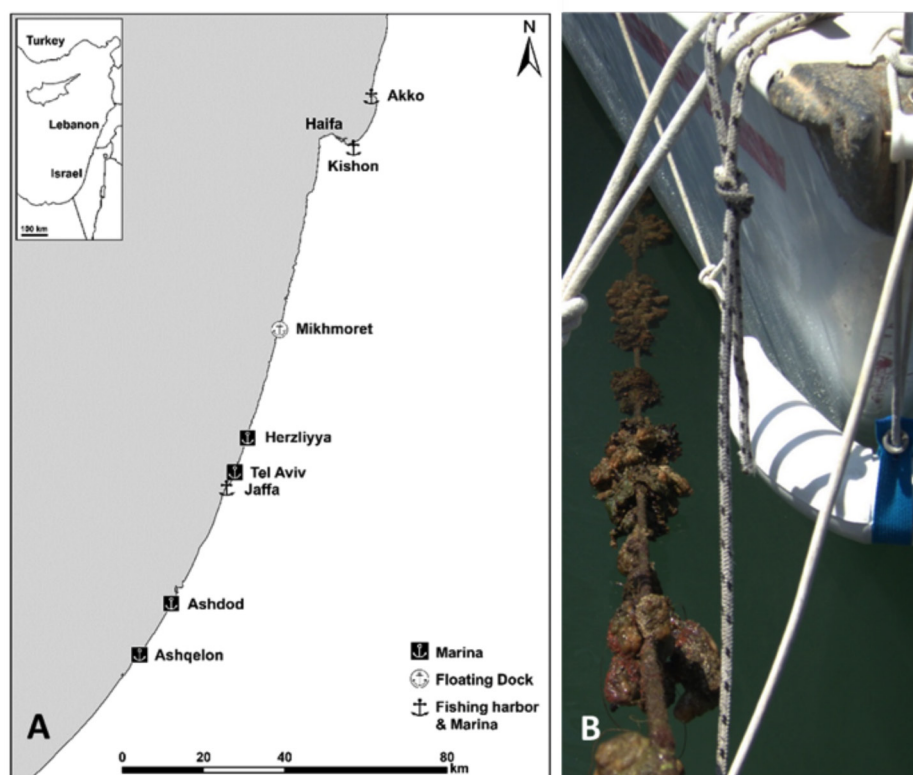 Turkey
Lebanon
Israel
100 km
N
Akko
Haifa
Kishon
Mikhmoret
Herzliyya
Tel Aviv
Jaffa
Ashdod
Ashqelon
Marina
Floating Dock
Fishing harbor
& Marina
A
0 20 40 80
km
B